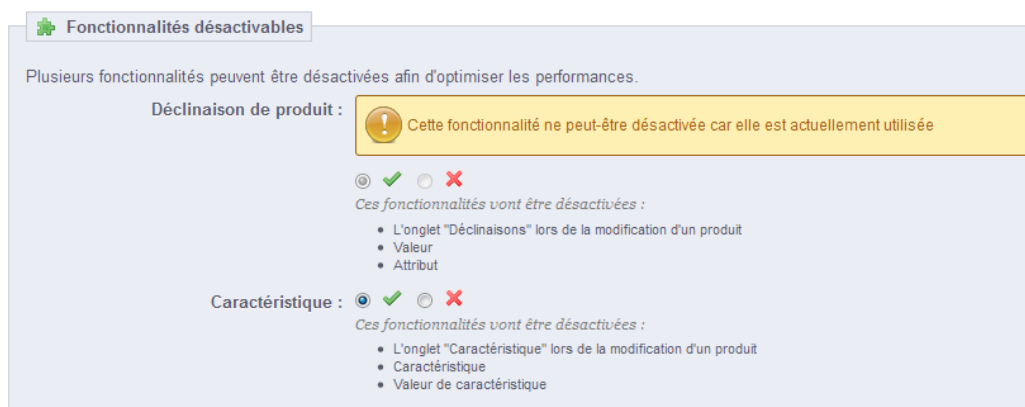 Fonctionnalités désactivables
Plusieurs fonctionnalités peuvent être désactivées afin d'optimiser les performances.
Déclinaison de produit :
Cette fonctionnalité ne peut-être désactivée car elle est actuellement utilisée
Ces fonctionnalités vont être désactivées :
L'onglet "Déclinaisons" lors de la modification d'un produit
Valeur
Attribut
Caractéristique :
Ces fonctionnalités vont être désactivées :
L'onglet "Caractéristique" lors de la modification d'un produit
Caractéristique
Valeur de caractéristique